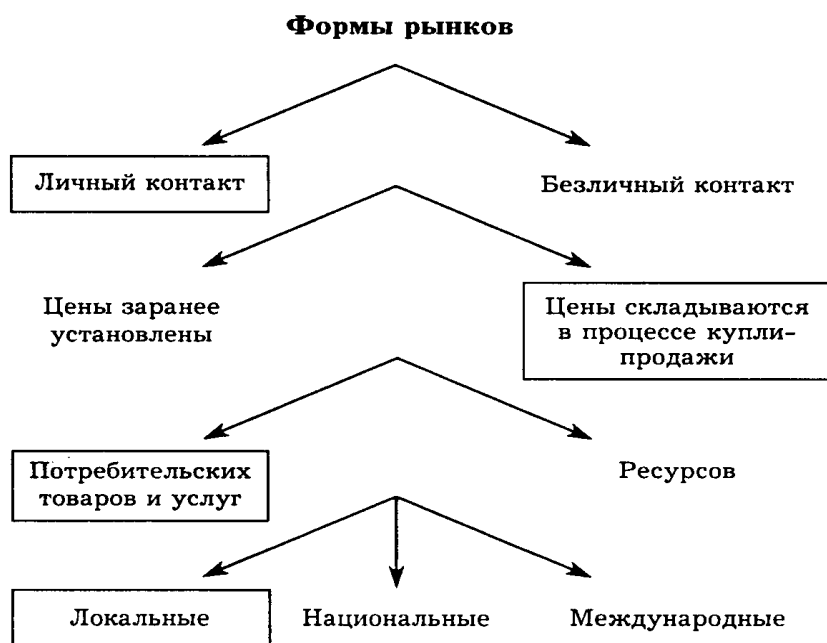 Формы рынков
Личный контакт
Безличный контакт
Цены заранее
установлены
Цены складываются
в процессе купли-
продажи
Потребительских
товаров и услуг
Ресурсов
Локальные
Национальные
Международные